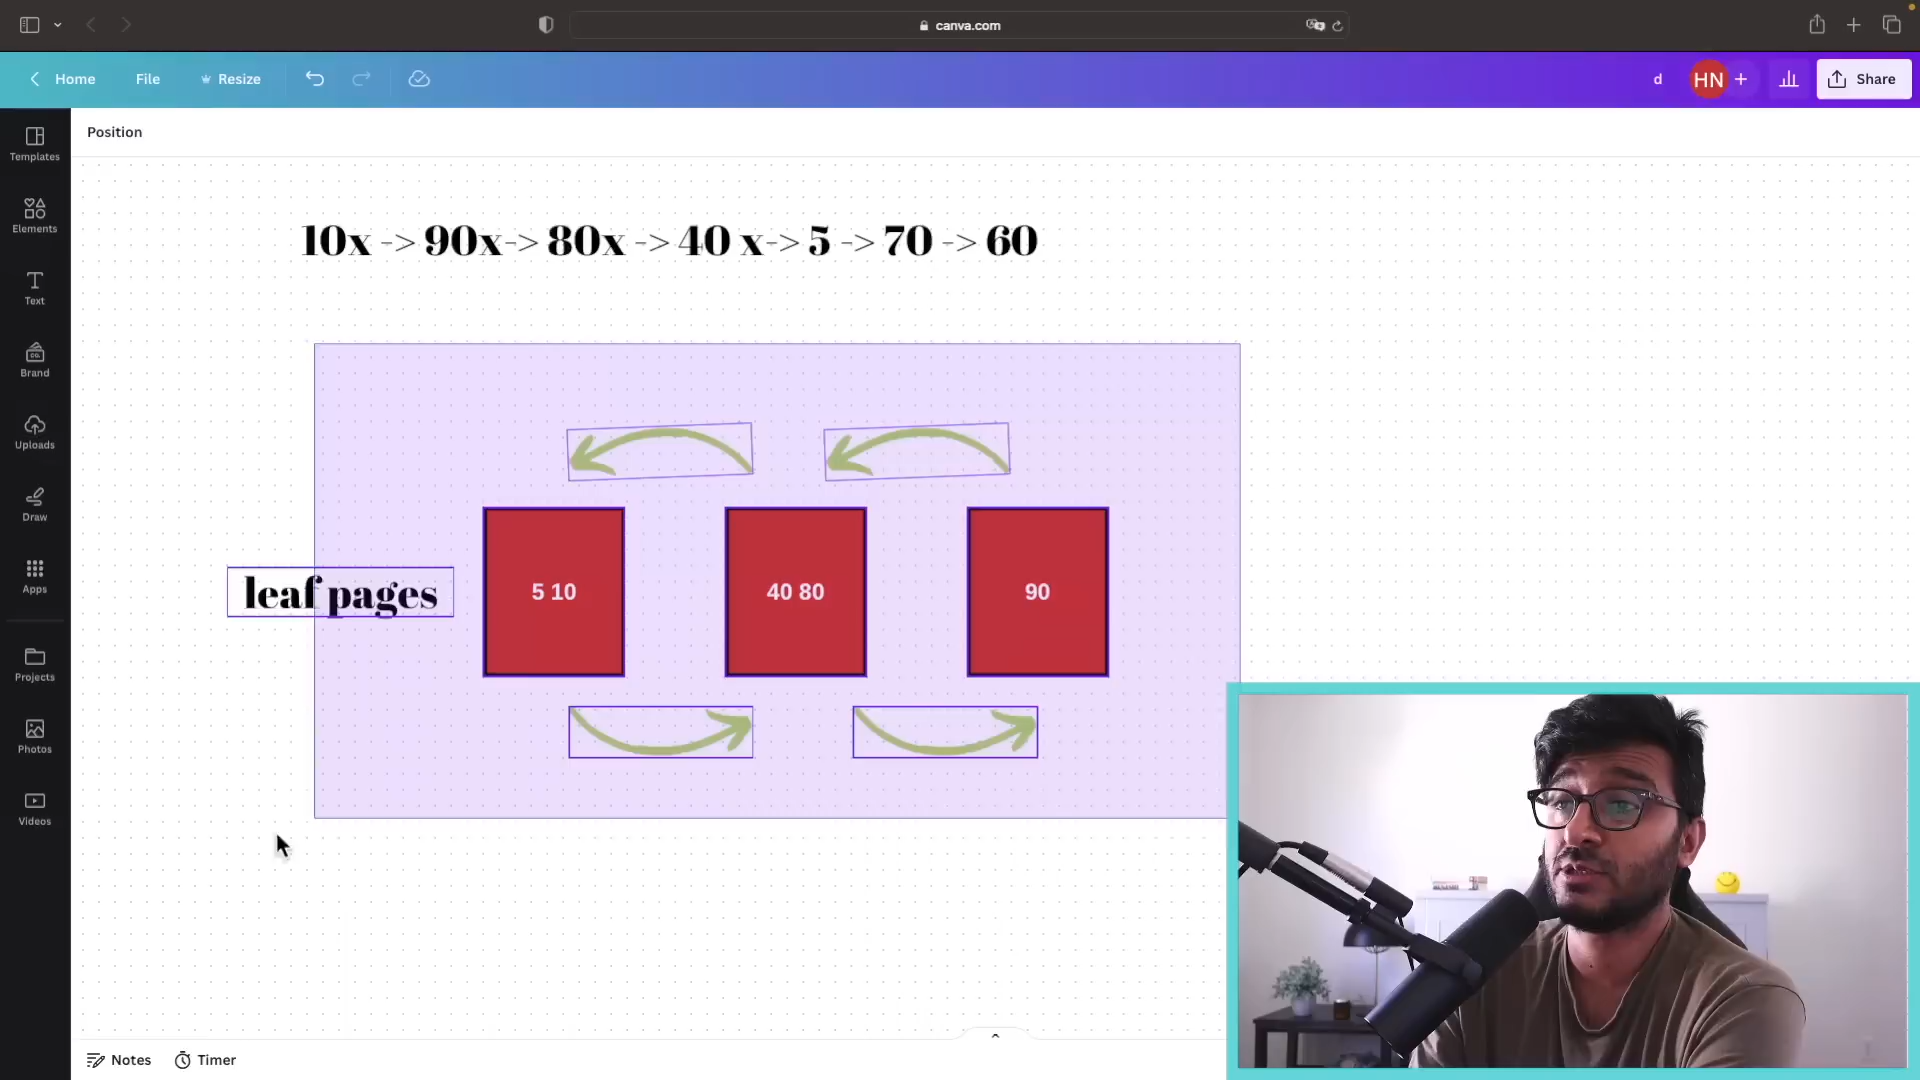 canva.com
Home File Resize d HN + Share
Position
Templates
Elements
Text
Brand
Uploads
Draw
Apps
Projects
Photos
Videos
10x -> 90x-> 80x -> 40 x-> 5 -> 70 -> 60
leaf pages
5 10
40 80
90
Notes Timer